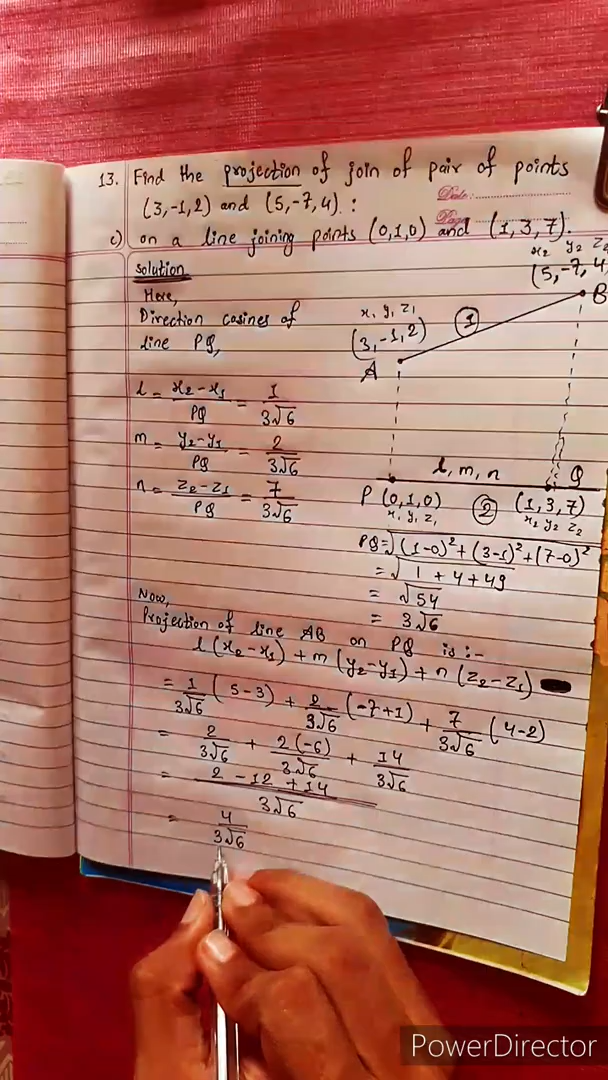 13. Find the projection of join of pair of points
(3,-1,2) and (5,-7,4) :
Date:
Page
c) on a line joining points (0,1,0) and (1,3,7).
Solution
Here,
Direction cosines of
line PQ,
l = x2-x1/PQ = 1/3√6
m = y2-y1/PQ = 2/3√6
n = z2-z1/PQ = 7/3√6
x2 y2 z2
(5,-7,4
B
1
x1 y1 z1
(3,-1,2)
A
l, m, n
Q
P (0,1,0) 2 (1,3,7)
x1 y1 z1 x2 y2 z2
PQ=√(1-0)²+(3-1)²+(7-0)²
= √1+4+49
= √54
= 3√6
Now,
Projection of line AB on PQ is :-
l(x2-x1)+m(y2-y1)+n(z2-z1)
= 1/3√6 (5-3) + 2/3√6 (-7+1) + 7/3√6 (4-2)
= 2/3√6 + 2(-6)/3√6 + 14/3√6
= 2-12+14/3√6
= 4/3√6
PowerDirector